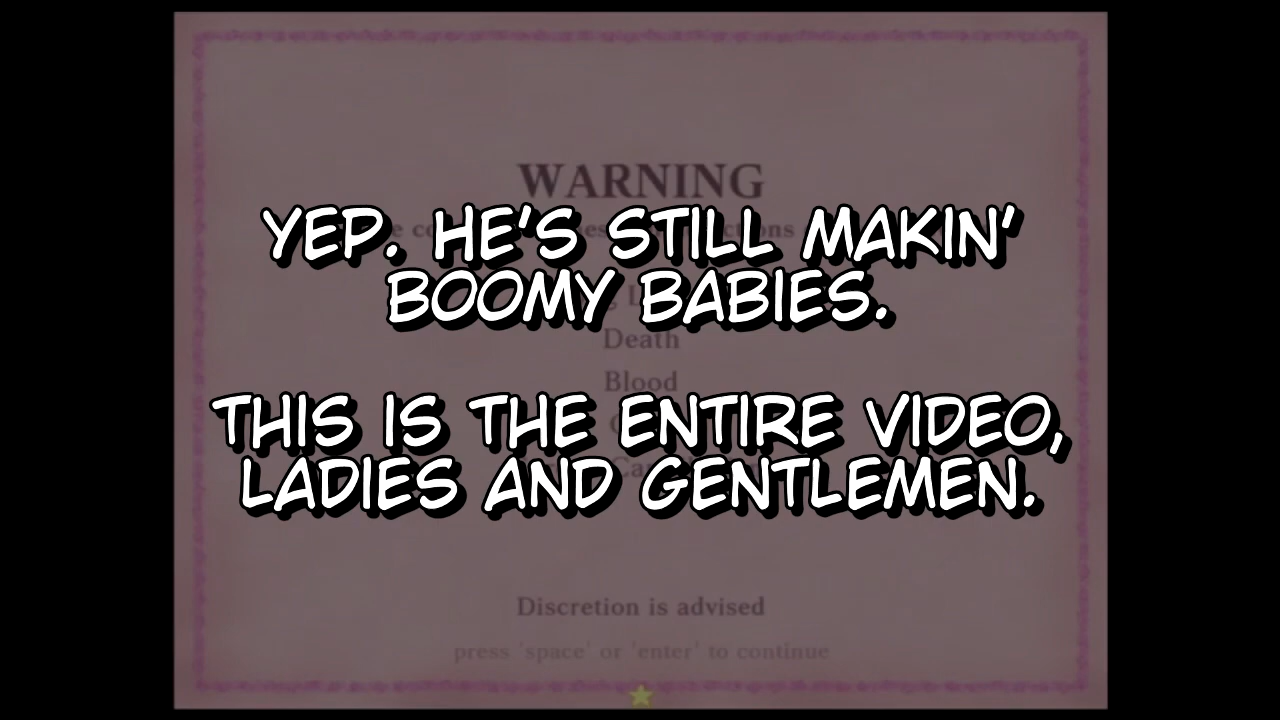 WARNING
YEP. HE'S STILL MAKIN'
BOOMY BABIES.
Death
Blood
THIS IS THE ENTIRE VIDEO,
LADIES AND GENTLEMEN.
Discretion is advised
press 'space' or 'enter' to continue